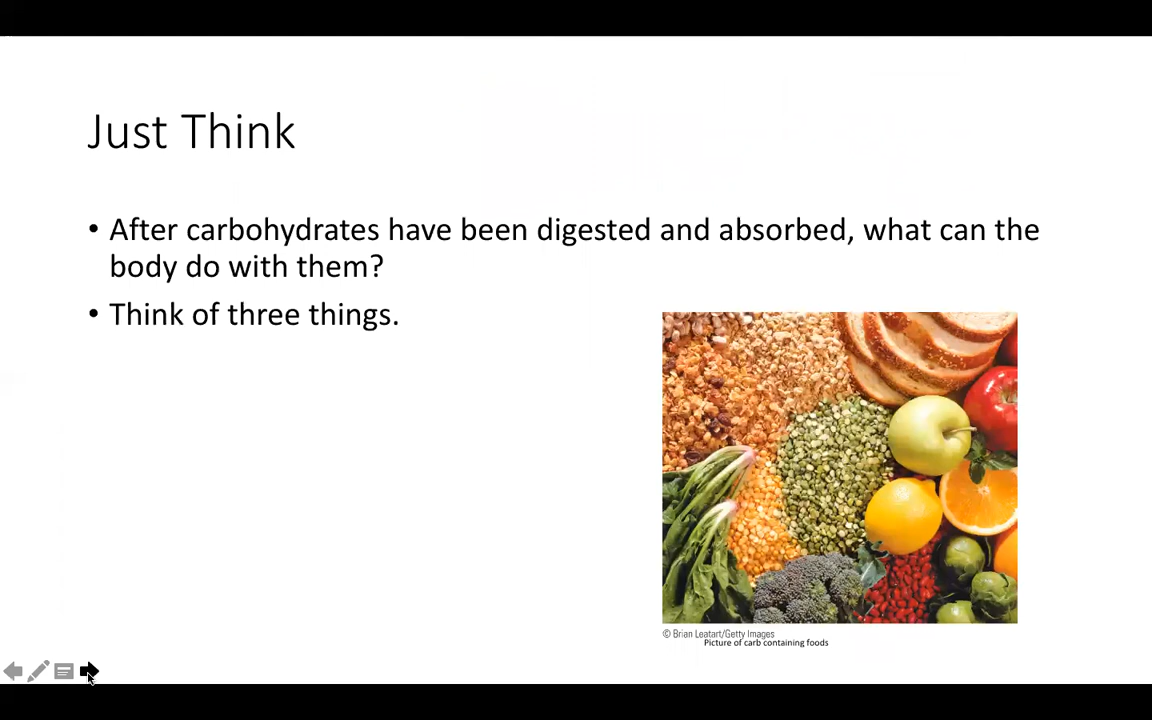 Just Think
• After carbohydrates have been digested and absorbed, what can the
body do with them?
• Think of three things.
© Brian Leatart/Getty Images
Picture of carb containing foods